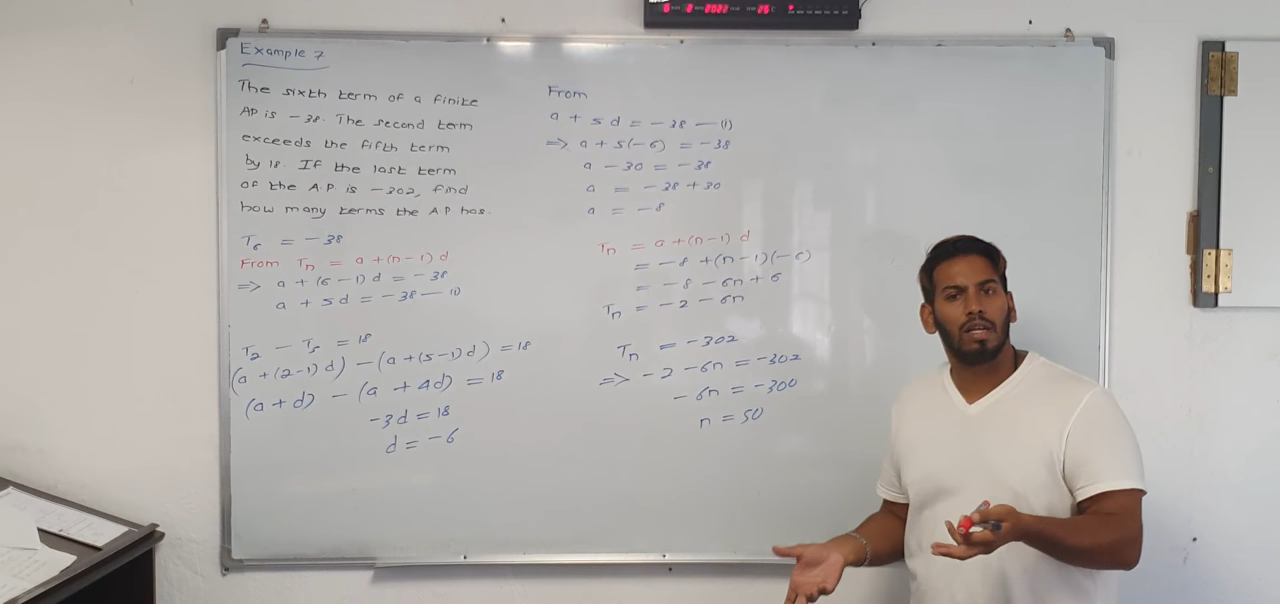 Example 7
The sixth term of a finite
AP is -38. The second term
exceeds the fifth term
by 18. If the last term
of the A.P is -302, find
how many terms the AP has.
T₆ = -38
From Tn = a + (n-1) d
=> a + (6-1) d = -38
a + 5d = -38 — (1)
T₂ - T₅ = 18
(a + (2-1) d) - (a + (5-1) d) = 18
(a + d) - (a + 4d) = 18
-3d = 18
d = -6
From
a + 5d = -38 — (1)
=> a + 5(-6) = -38
a - 30 = -38
a = -38 + 30
a = -8
Tn = a + (n-1) d
= -8 + (n-1)(-6)
= -8 - 6n + 6
Tn = -2 - 6n
Tn = -302
=> -2 - 6n = -302
-6n = -300
n = 50
2022
26 C